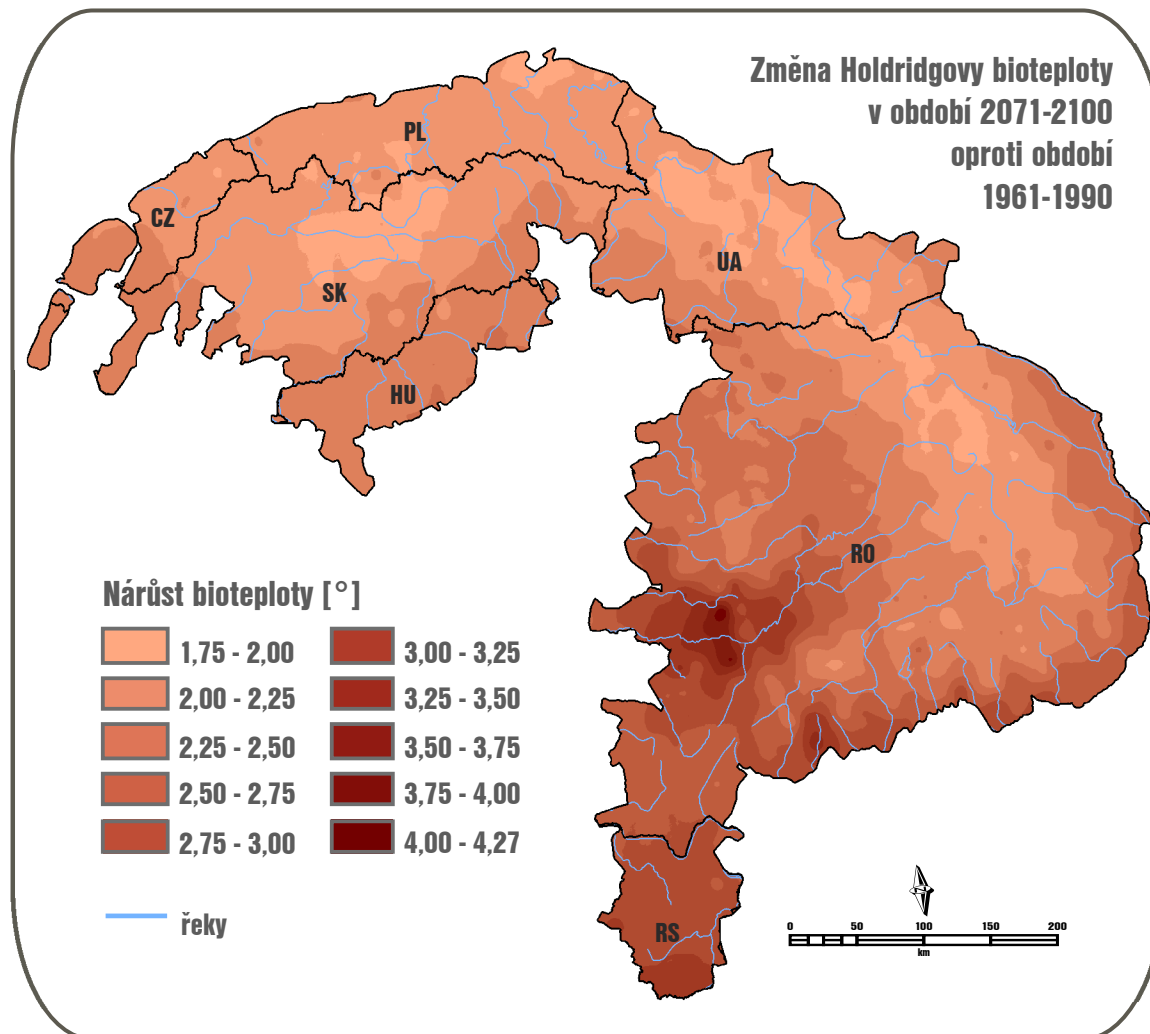 Změna Holdridgovy bioteploty
v období 2071-2100
oproti období
1961-1990
PL
CZ
UA
SK
HU
RO
RS
Nárůst bioteploty [°]
1,75 - 2,00
2,00 - 2,25
2,25 - 2,50
2,50 - 2,75
2,75 - 3,00
3,00 - 3,25
3,25 - 3,50
3,50 - 3,75
3,75 - 4,00
4,00 - 4,27
řeky
0 50 100 150 200
km